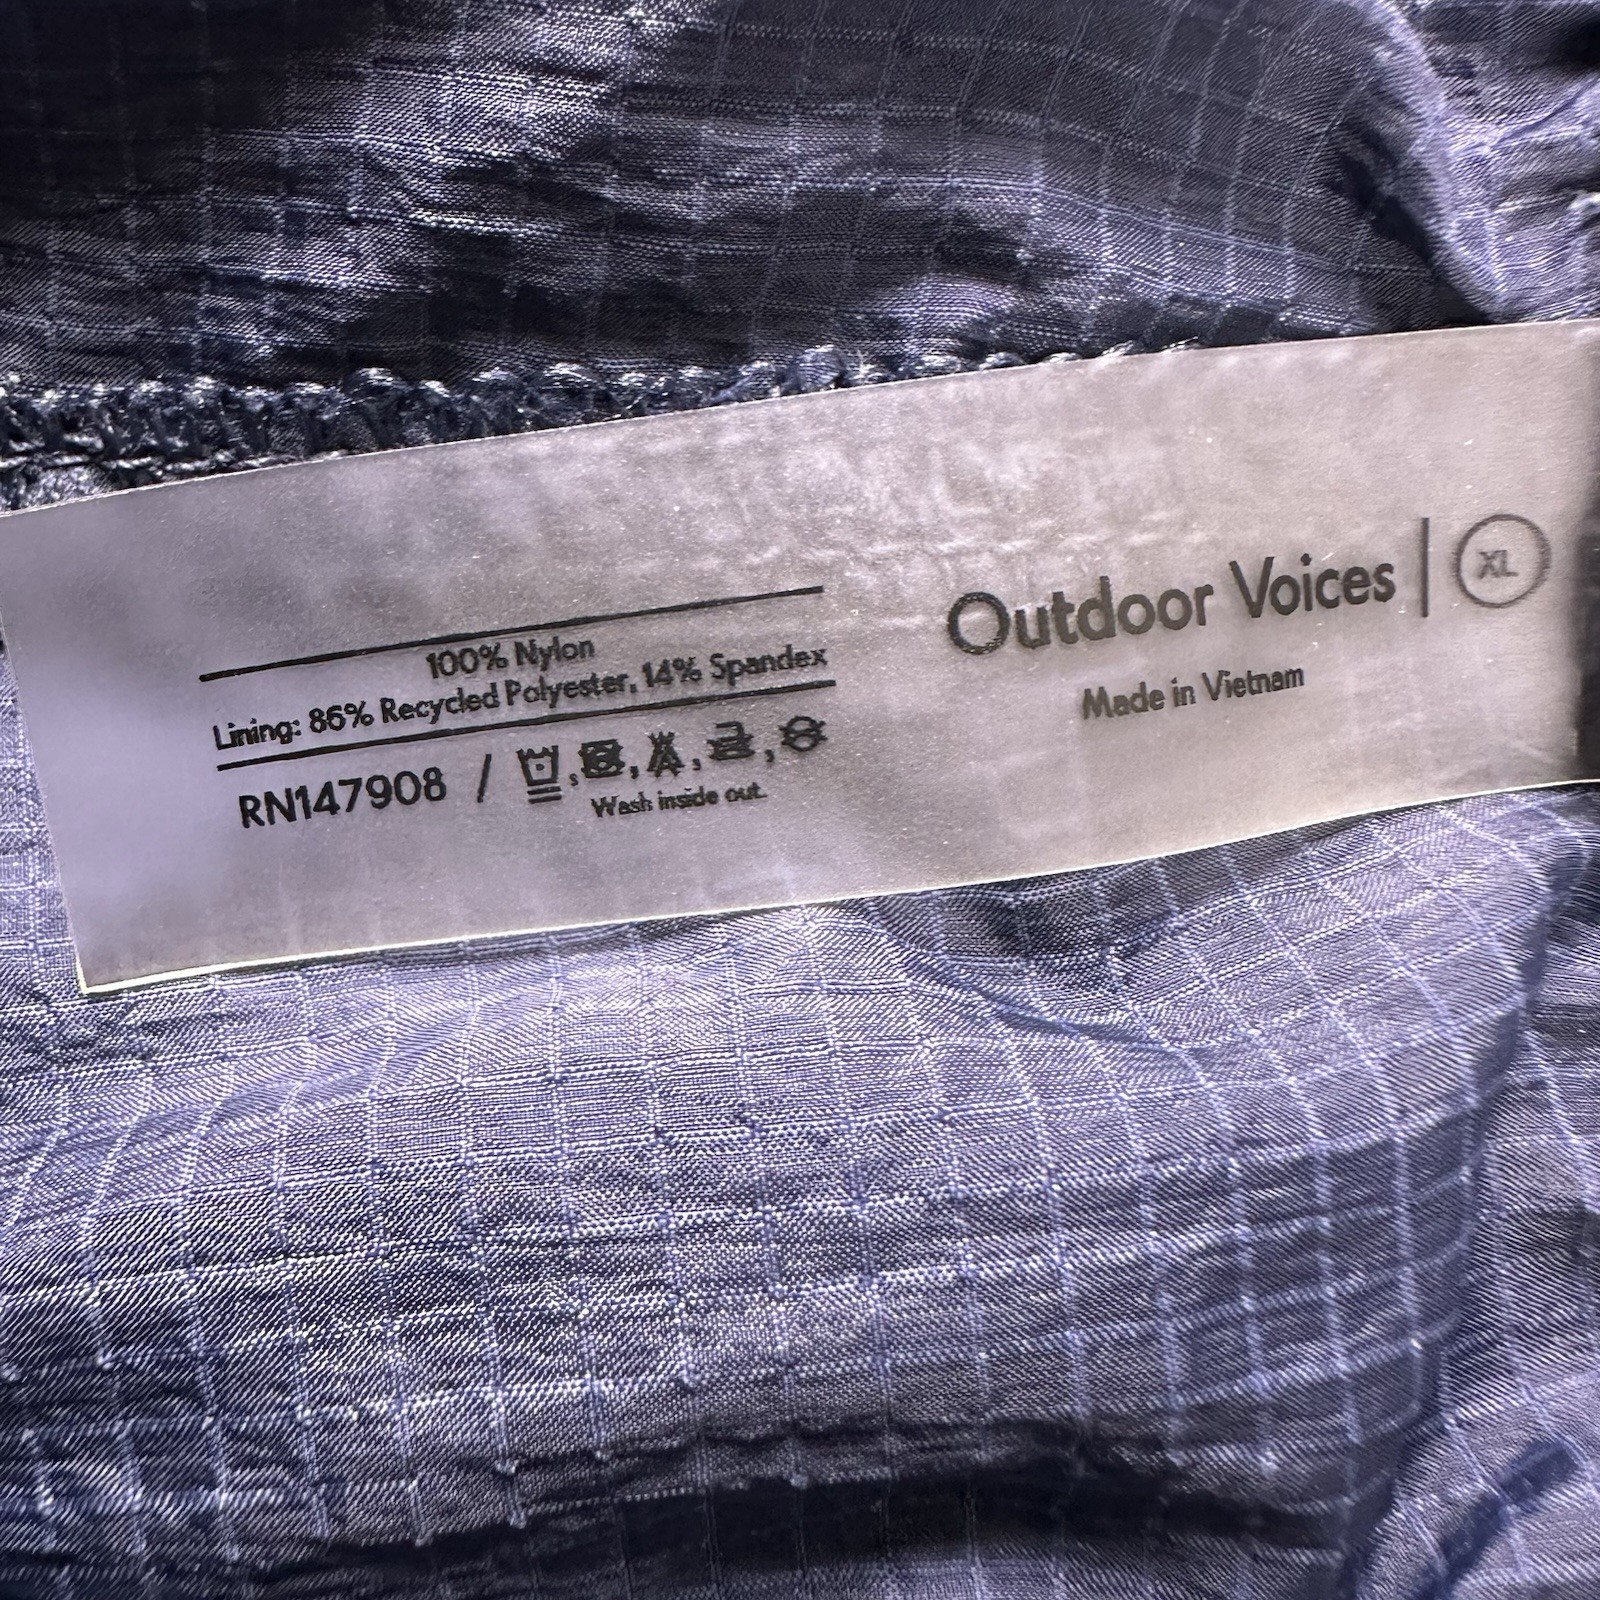 100% Nylon
Lining: 86% Recycled Polyester, 14% Spandex
RN147908 / , , , ,
Wash inside out.
Outdoor Voices | XL
Made in Vietnam